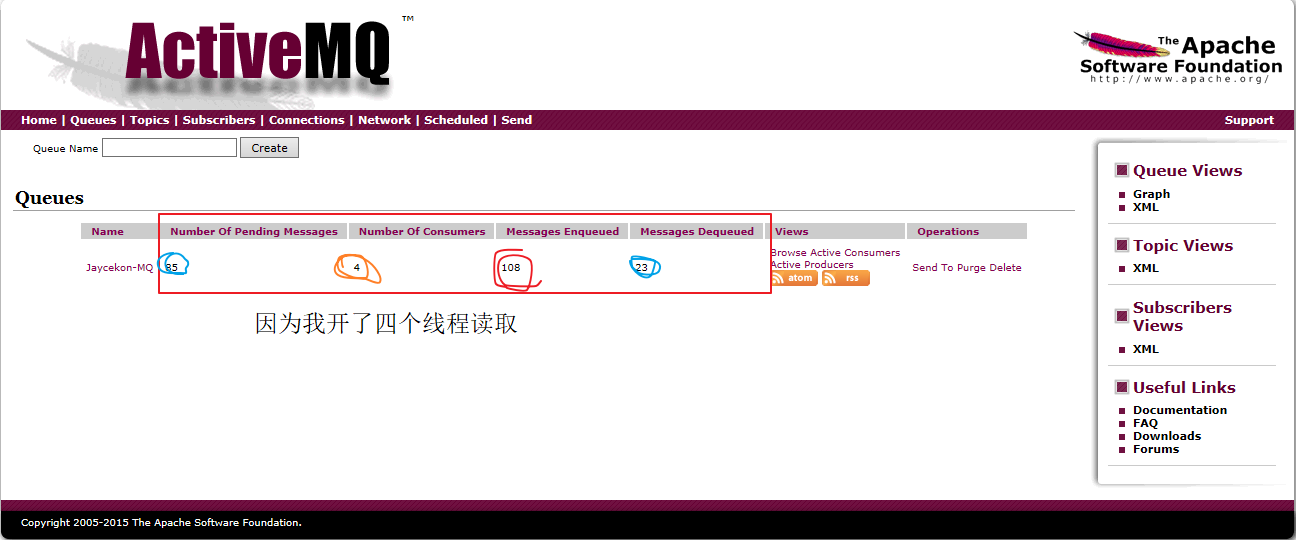 ActiveMQ ™
The Apache
Software Foundation
http://www.apache.org/
Home | Queues | Topics | Subscribers | Connections | Network | Scheduled | Send
Support
Queue Name
Create
Queues
Name Number Of Pending Messages Number Of Consumers Messages Enqueued Messages Dequeued Views Operations
Jaycekon-MQ 85 4 108 23 Browse Active Consumers
Active Producers
atom rss
Send To Purge Delete
因为我开了四个线程读取
Queue Views
Graph
XML
Topic Views
XML
Subscribers
Views
XML
Useful Links
Documentation
FAQ
Downloads
Forums
Copyright 2005-2015 The Apache Software Foundation.